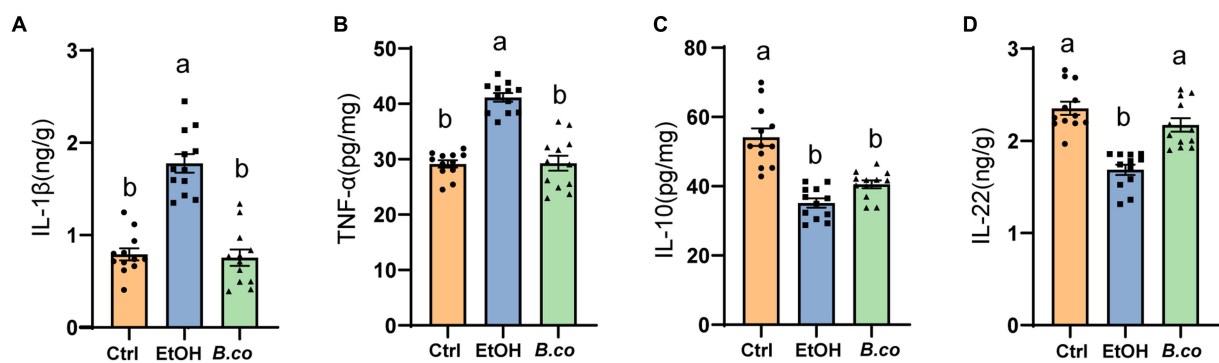 A
IL-1β(ng/g)
3
2
1
0
b
a
b
Ctrl EtOH B.co
B
TNF-α(pg/mg)
50
40
30
20
10
0
b
a
b
Ctrl EtOH B.co
C
IL-10(pg/mg)
80
60
40
20
0
a
b
b
Ctrl EtOH B.co
D
IL-22(ng/g)
3
2
1
0
a
b
a
Ctrl EtOH B.co